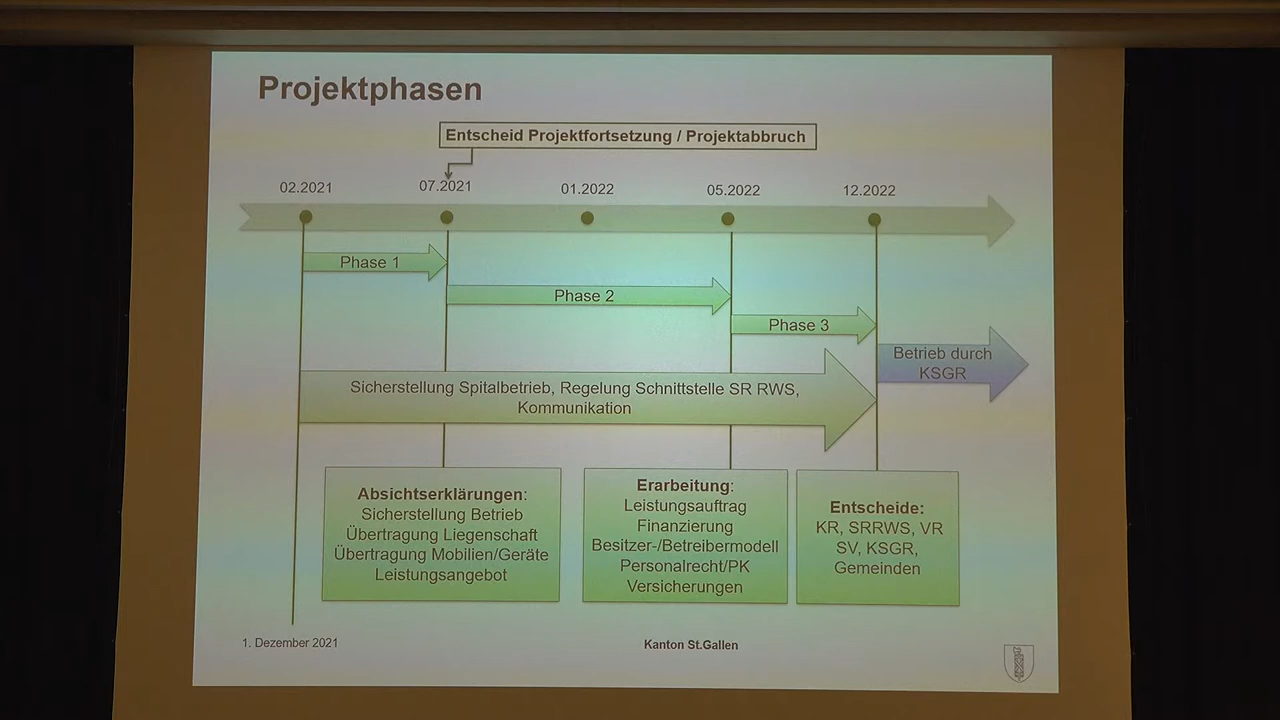 Projektphasen
Entscheid Projektfortsetzung / Projektabbruch
02.2021
07.2021
01.2022
05.2022
12.2022
Phase 1
Phase 2
Phase 3
Betrieb durch
KSGR
Sicherstellung Spitalbetrieb, Regelung Schnittstelle SR RWS,
Kommunikation
Absichtserklärungen:
Sicherstellung Betrieb
Übertragung Liegenschaft
Übertragung Mobilien/Geräte
Leistungsangebot
Erarbeitung:
Leistungsauftrag
Finanzierung
Besitzer-/Betreibermodell
Personalrecht/PK
Versicherungen
Entscheide:
KR, SRRWS, VR
SV, KSGR,
Gemeinden
1. Dezember 2021
Kanton St.Gallen